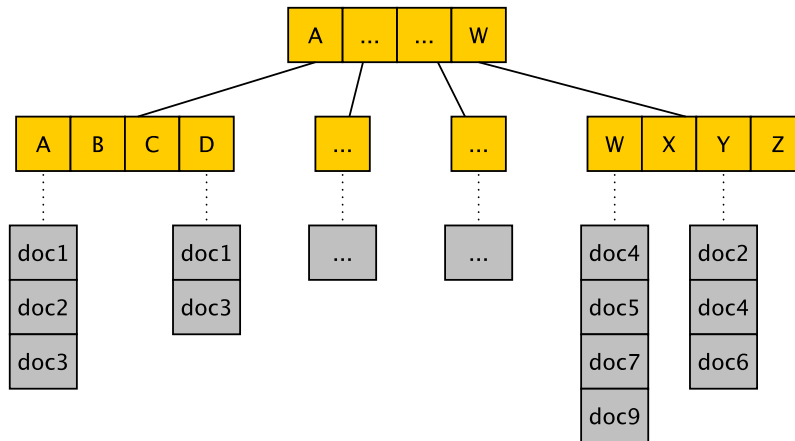 A ... ... W
A B C D ... ... W X Y Z
doc1 doc1 ... ... doc4 doc2
doc2 doc3 doc5 doc4
doc3 doc7 doc6
doc9